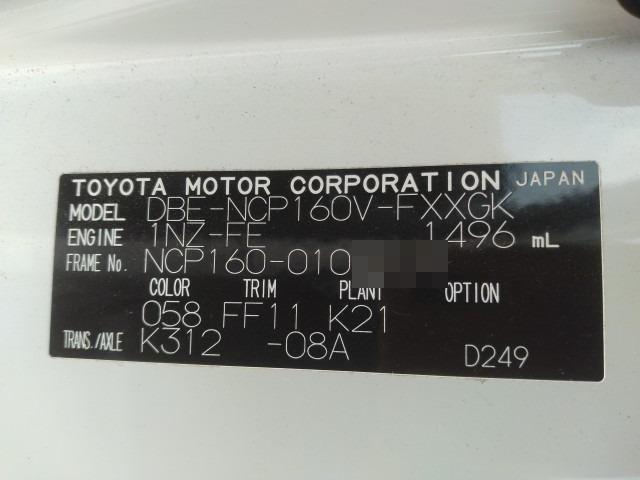 TOYOTA MOTOR CORPORATION JAPAN
MODEL DBE-NCP160V-FXXGK
ENGINE 1NZ-FE 1496 mL
FRAME No. NCP160-010
COLOR TRIM PLANT OPTION
058 FF11 K21
TRANS./AXLE K312 -08A D249